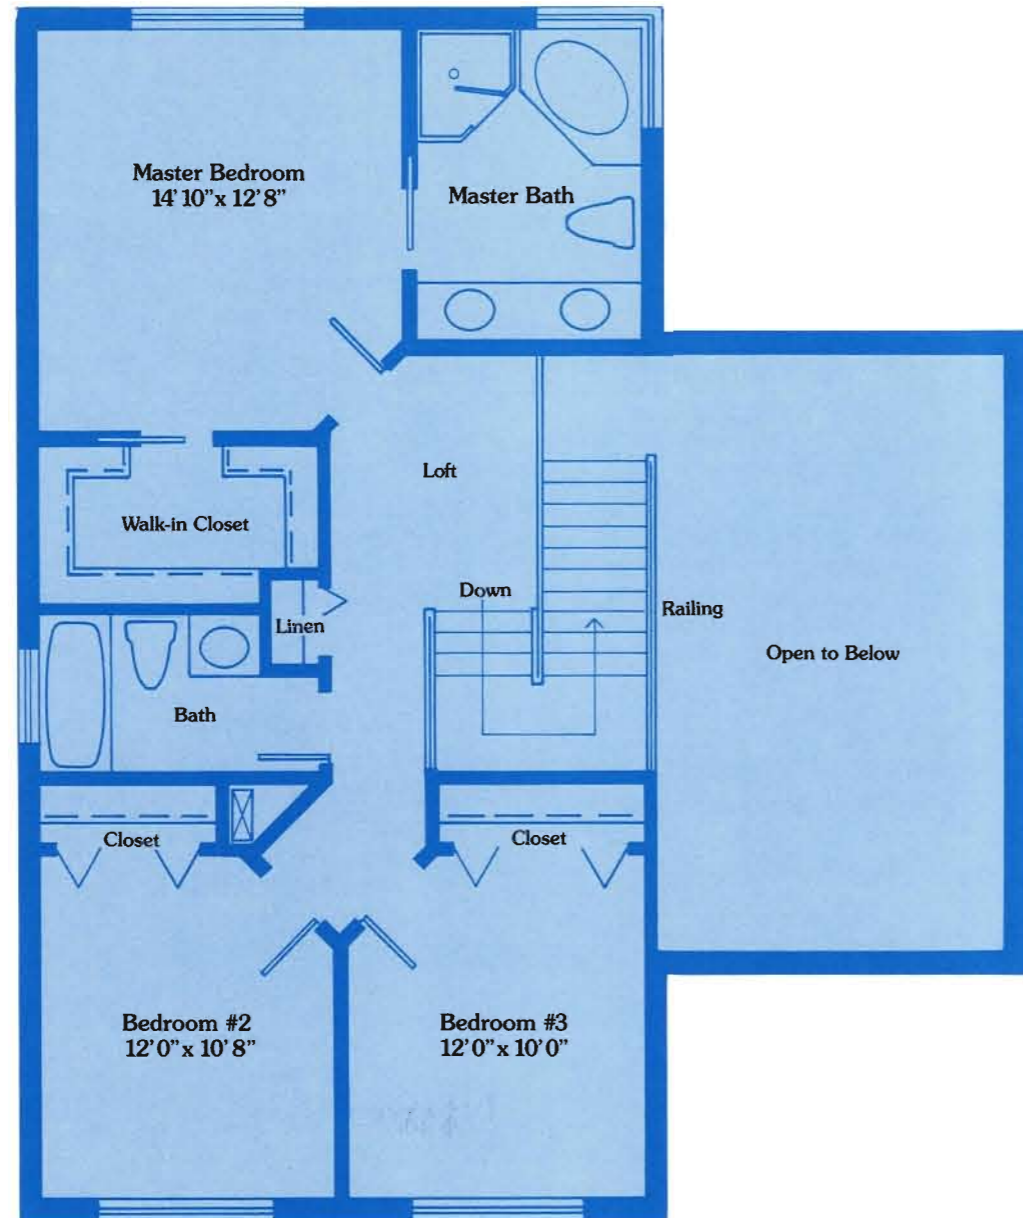 Master Bedroom
14'10"x 12'8"
Master Bath
Loft
Walk-in Closet
Down
Railing
Linen
Open to Below
Bath
Closet
Closet
Bedroom #2
12'0"x 10'8"
Bedroom #3
12'0"x 10'0"